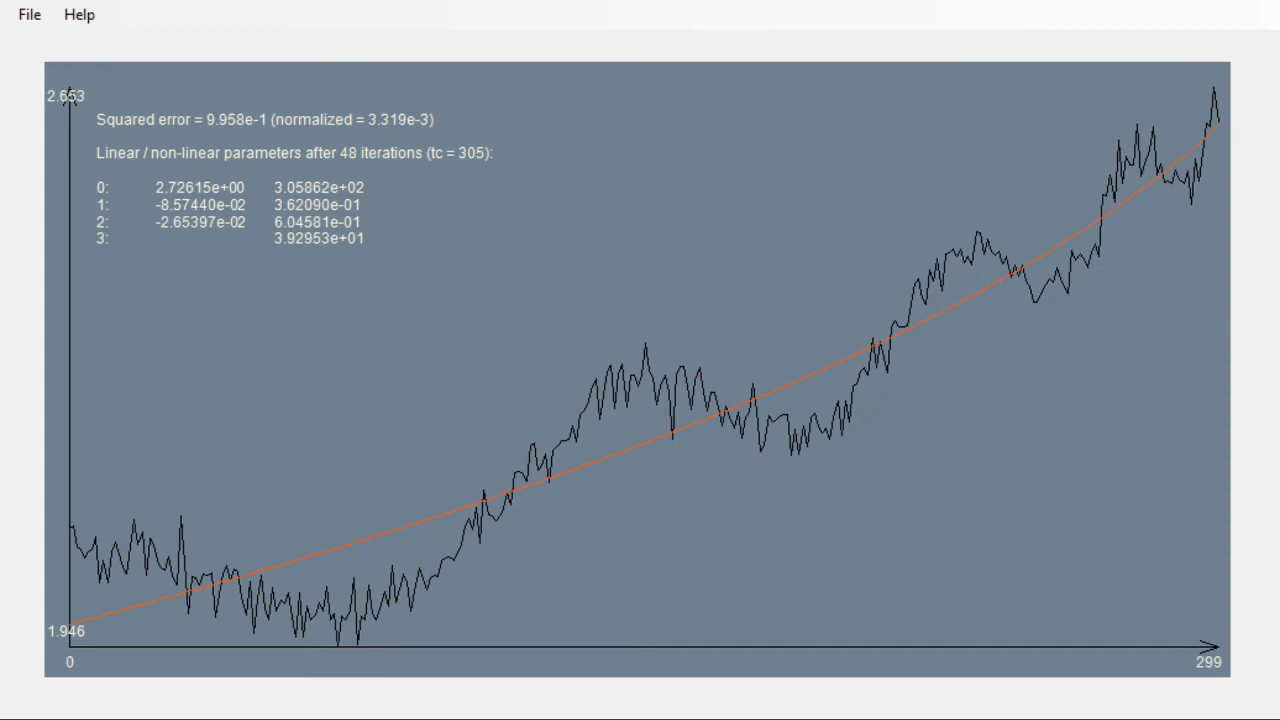 File Help
2.653
Squared error = 9.958e-1 (normalized = 3.319e-3)
Linear / non-linear parameters after 48 iterations (tc = 305):
0: 2.72615e+00 3.05862e+02
1: -8.57440e-02 3.62090e-01
2: -2.65397e-02 6.04581e-01
3: 3.92953e+01
1.946
0 299